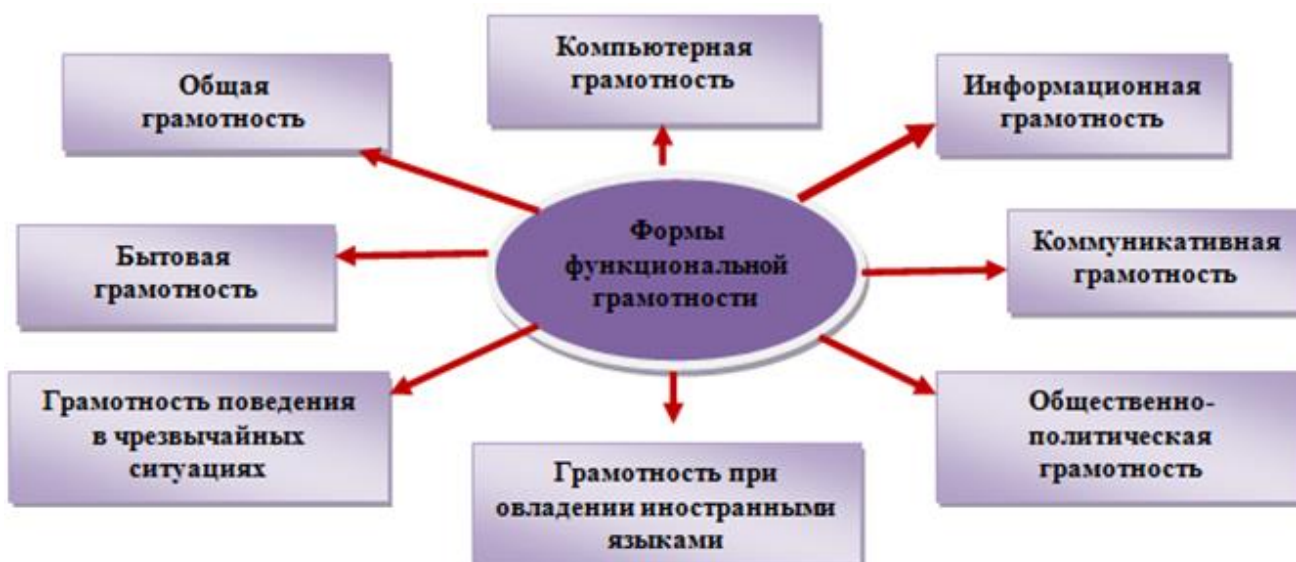 Компьютерная
грамотность
Общая
грамотность
Информационная
грамотность
Формы
функциональной
грамотности
Бытовая
грамотность
Коммуникативная
грамотность
Грамотность поведения
в чрезвычайных
ситуациях
Грамотность при
овладении иностранными
языками
Общественно-
политическая
грамотность